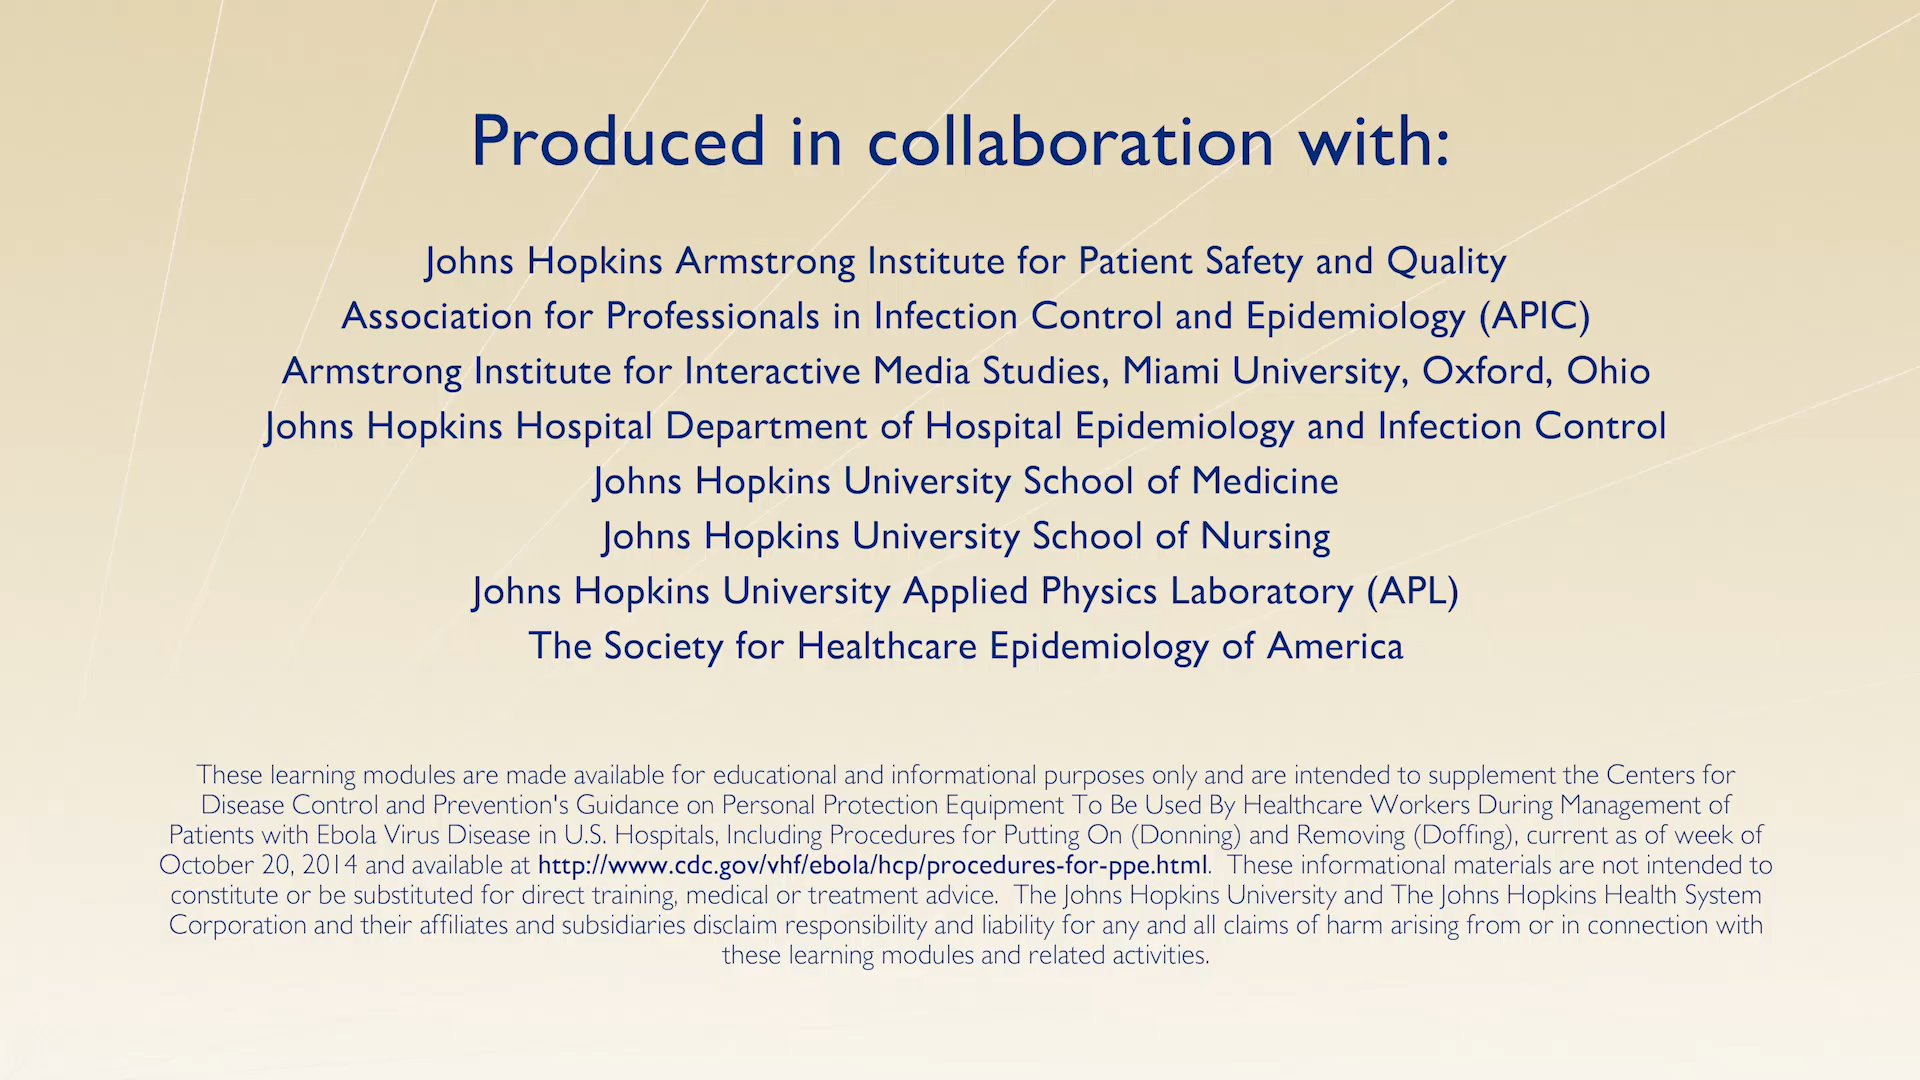 Produced in collaboration with:
Johns Hopkins Armstrong Institute for Patient Safety and Quality
Association for Professionals in Infection Control and Epidemiology (APIC)
Armstrong Institute for Interactive Media Studies, Miami University, Oxford, Ohio
Johns Hopkins Hospital Department of Hospital Epidemiology and Infection Control
Johns Hopkins University School of Medicine
Johns Hopkins University School of Nursing
Johns Hopkins University Applied Physics Laboratory (APL)
The Society for Healthcare Epidemiology of America
These learning modules are made available for educational and informational purposes only and are intended to supplement the Centers for
Disease Control and Prevention's Guidance on Personal Protection Equipment To Be Used By Healthcare Workers During Management of
Patients with Ebola Virus Disease in U.S. Hospitals, Including Procedures for Putting On (Donning) and Removing (Doffing), current as of week of
October 20, 2014 and available at http://www.cdc.gov/vhf/ebola/hcp/procedures-for-ppe.html.  These informational materials are not intended to
constitute or be substituted for direct training, medical or treatment advice.  The Johns Hopkins University and The Johns Hopkins Health System
Corporation and their affiliates and subsidiaries disclaim responsibility and liability for any and all claims of harm arising from or in connection with
these learning modules and related activities.